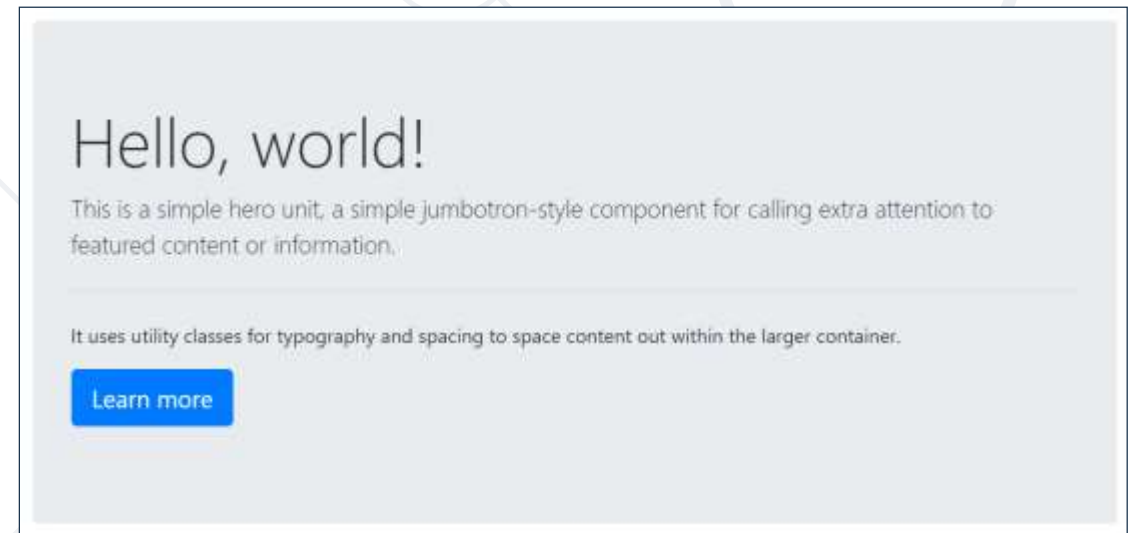 Hello, world!
This is a simple hero unit, a simple jumbotron-style component for calling extra attention to
featured content or information.
It uses utility classes for typography and spacing to space content out within the larger container.
Learn more